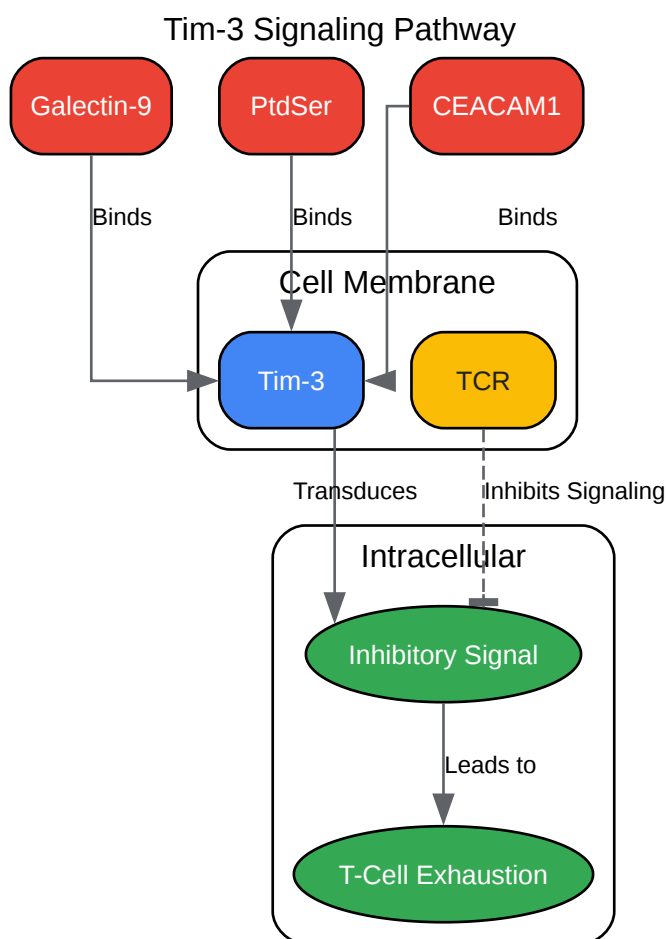 Tim-3 Signaling Pathway
Galectin-9
PtdSer
CEACAM1
Binds
Binds
Binds
Cell Membrane
Tim-3
TCR
Transduces
Inhibits Signaling
Intracellular
Inhibitory Signal
Leads to
T-Cell Exhaustion